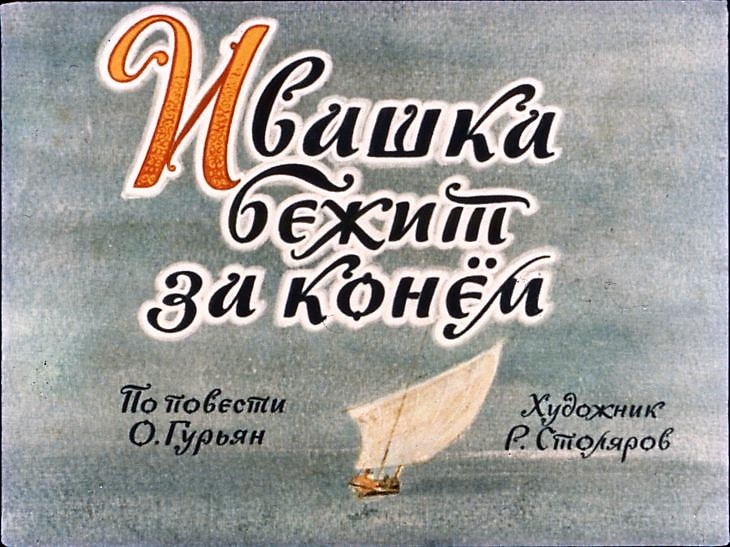 Ивашка
бежит
за конём
По повести
О. Гурьян
Художник
Р. Столяров